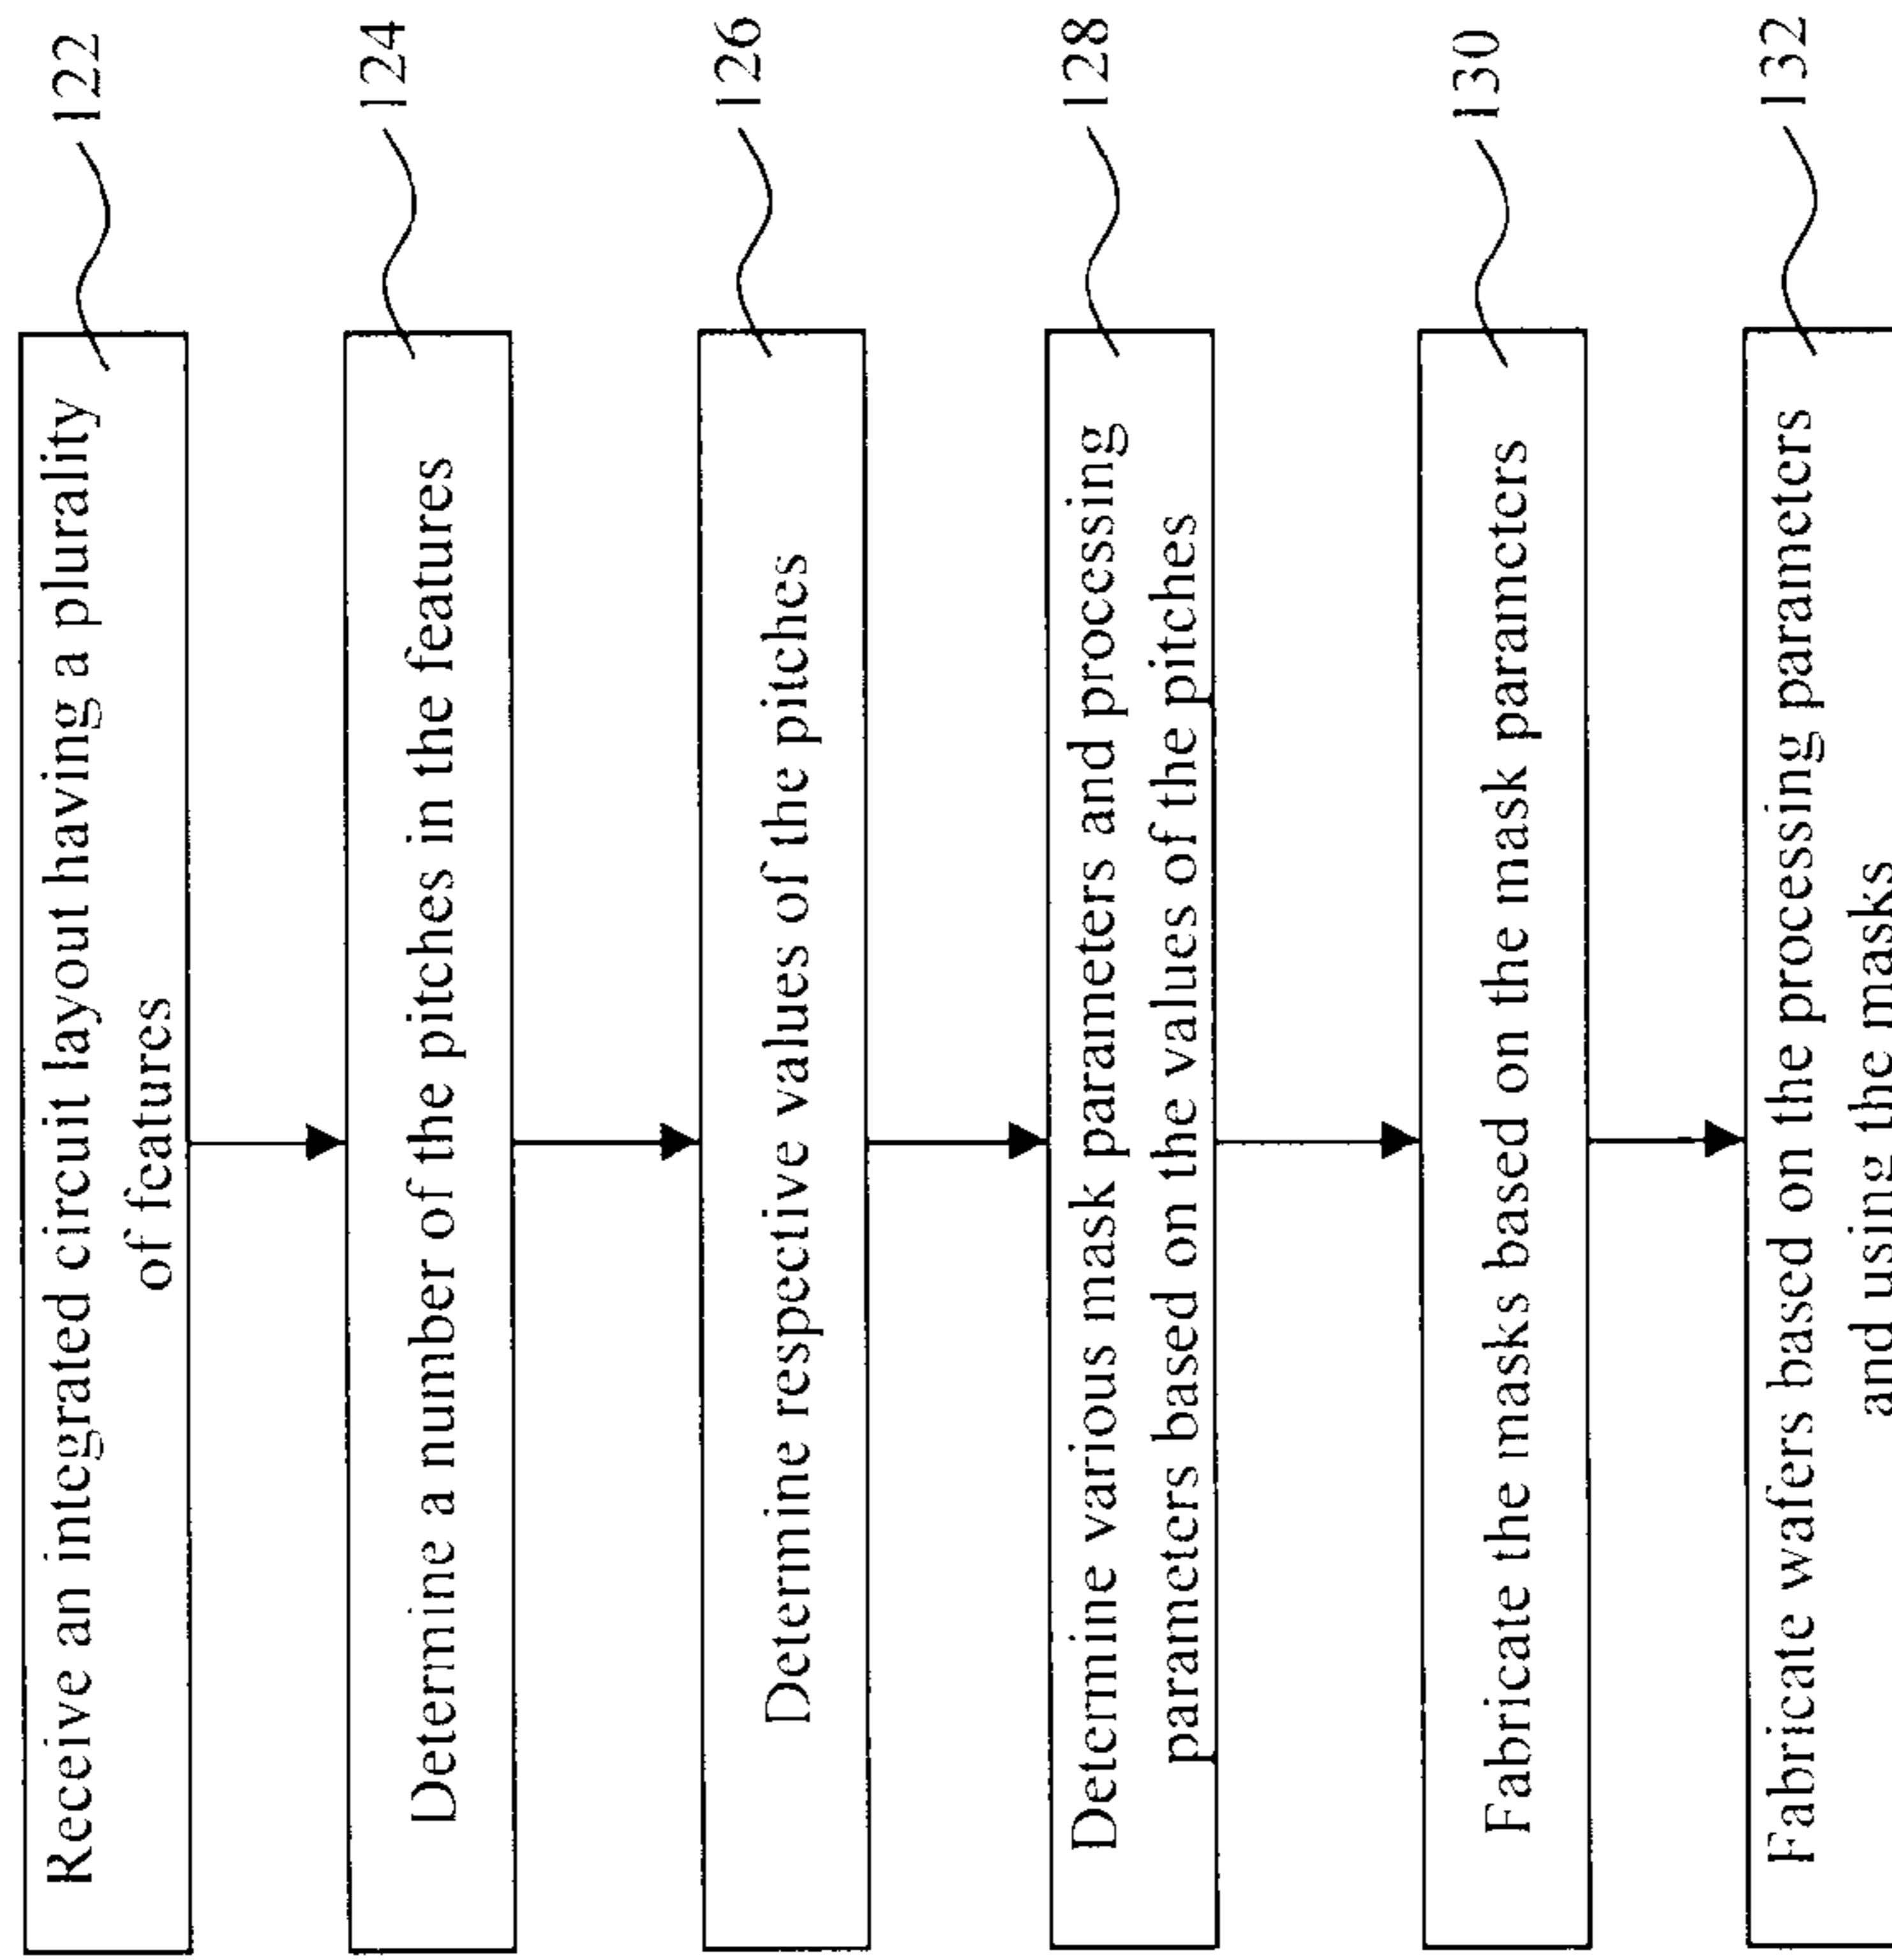 Receive an integrated circuit layout having a plurality
of features
122
Determine a number of the pitches in the features
124
Determine respective values of the pitches
126
Determine various mask parameters and processing
parameters based on the values of the pitches
128
Fabricate the masks based on the mask parameters
130
Fabricate wafers based on the processing parameters
and using the masks
132